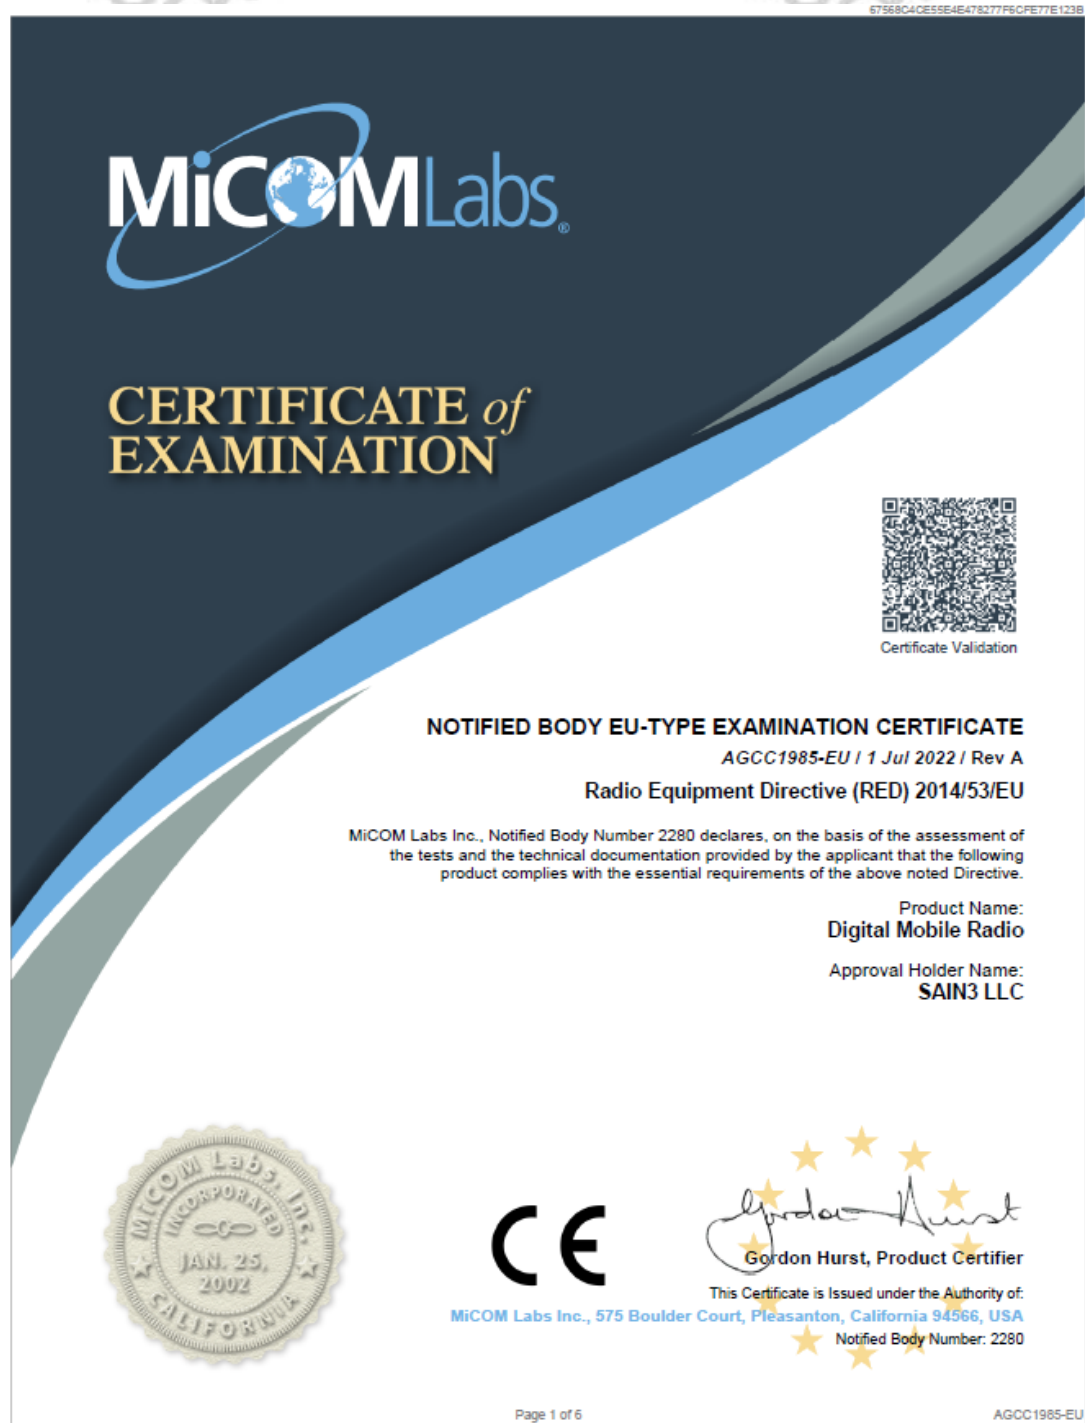 67568C4CE55E4E478277F6CFE77E123B
MiCOMLabs®
CERTIFICATE of
EXAMINATION
Certificate Validation
NOTIFIED BODY EU-TYPE EXAMINATION CERTIFICATE
AGCC1985-EU / 1 Jul 2022 / Rev A
Radio Equipment Directive (RED) 2014/53/EU
MiCOM Labs Inc., Notified Body Number 2280 declares, on the basis of the assessment of
the tests and the technical documentation provided by the applicant that the following
product complies with the essential requirements of the above noted Directive.
Product Name:
Digital Mobile Radio
Approval Holder Name:
SAIN3 LLC
MiCOM Labs, Inc.
INCORPORATED
JAN. 25,
2002
CALIFORNIA
CE
Gordon Hurst
Gordon Hurst, Product Certifier
This Certificate is Issued under the Authority of:
MiCOM Labs Inc., 575 Boulder Court, Pleasanton, California 94566, USA
Notified Body Number: 2280
Page 1 of 6
AGCC1985-EU